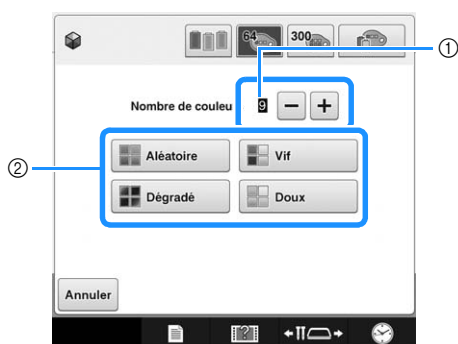 ①
64
300
Nombre de couleu 9 − +
②
Aléatoire
Vif
Dégradé
Doux
Annuler